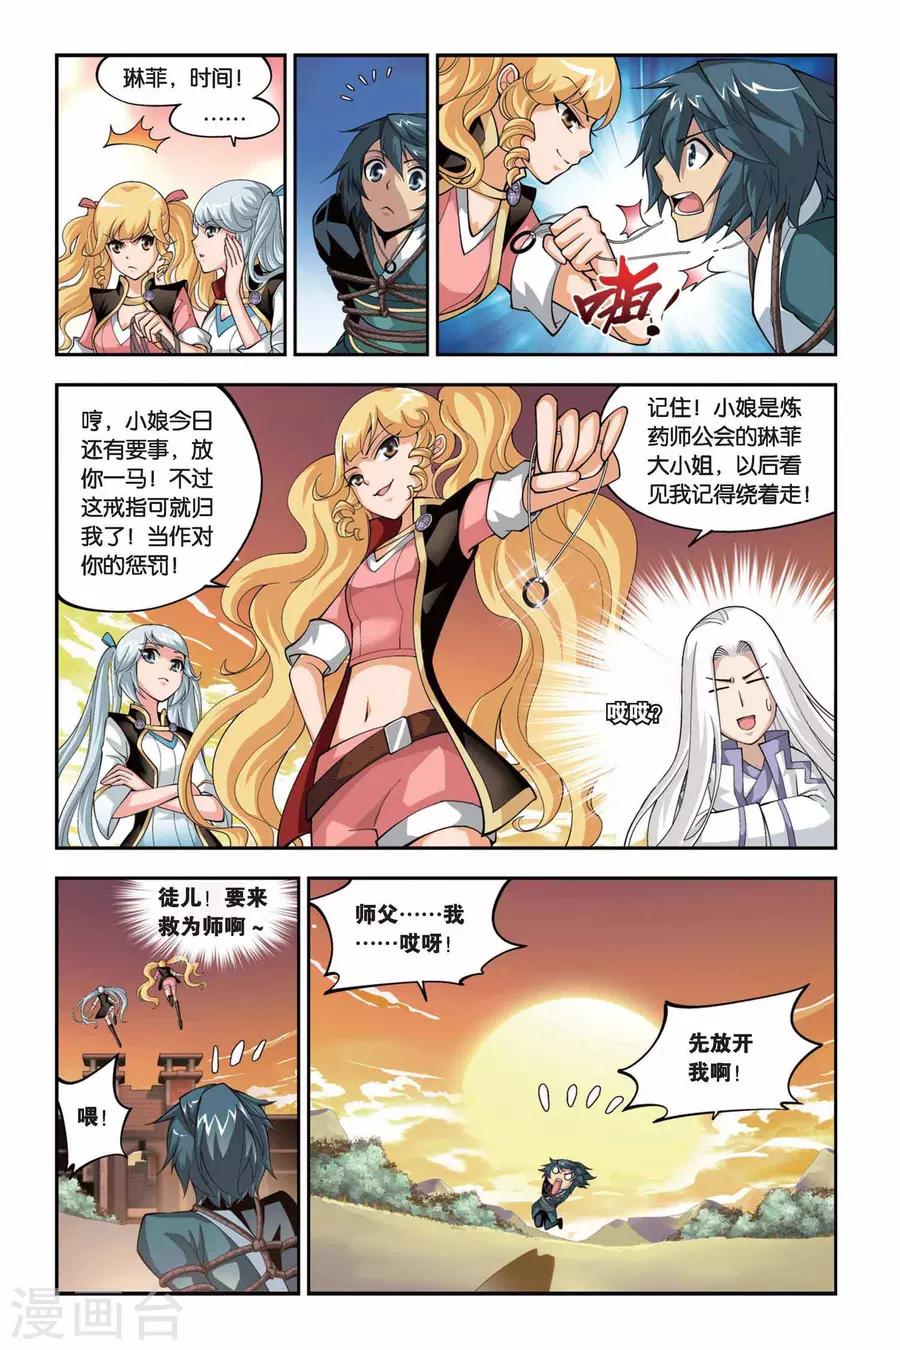 琳菲，时间！
……
啪！
哼，小娘今日
还有要事，放
你一马！不过
这戒指可就归
我了！当作对
你的惩罚！
记住！小娘是炼
药师公会的琳菲
大小姐，以后看
见我记得绕着走！
哎哎？
徒儿！要来
救为师啊～
喂！
师父……我
……哎呀！
先放开
我啊！
漫画台